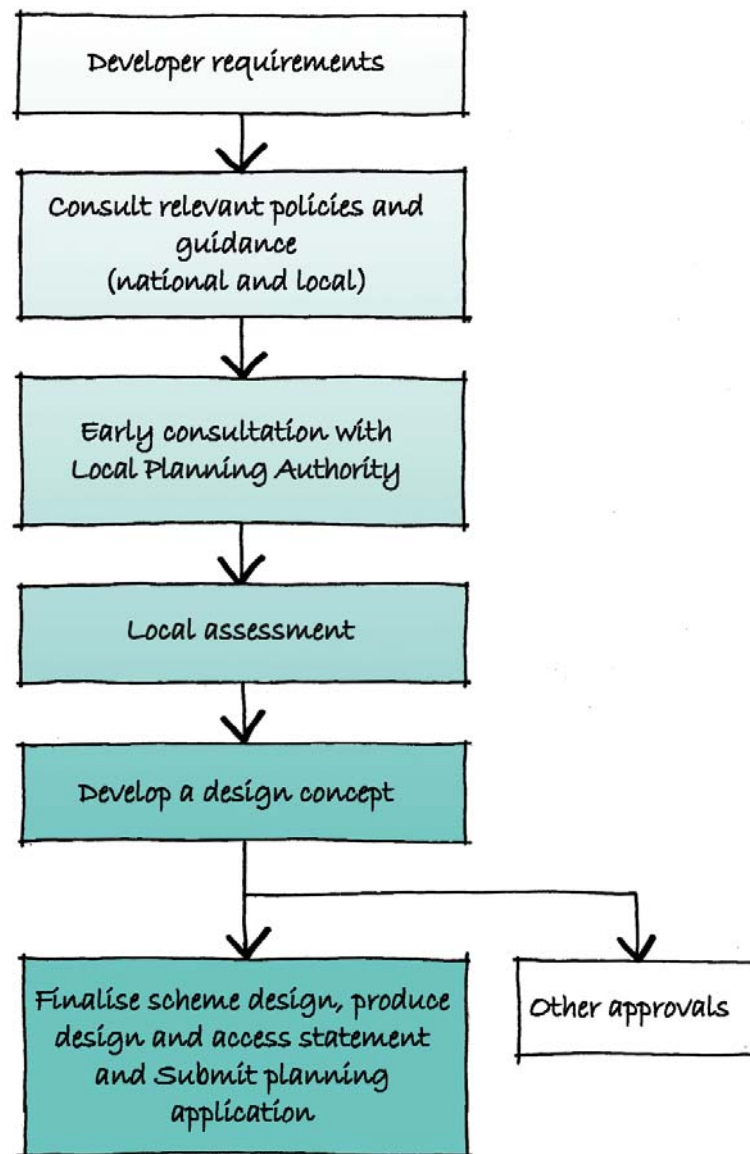 Developer requirements
Consult relevant policies and
guidance
(national and local)
Early consultation with
Local Planning Authority
Local assessment
Develop a design concept
Finalise scheme design, produce
design and access statement
and Submit planning
application
Other approvals